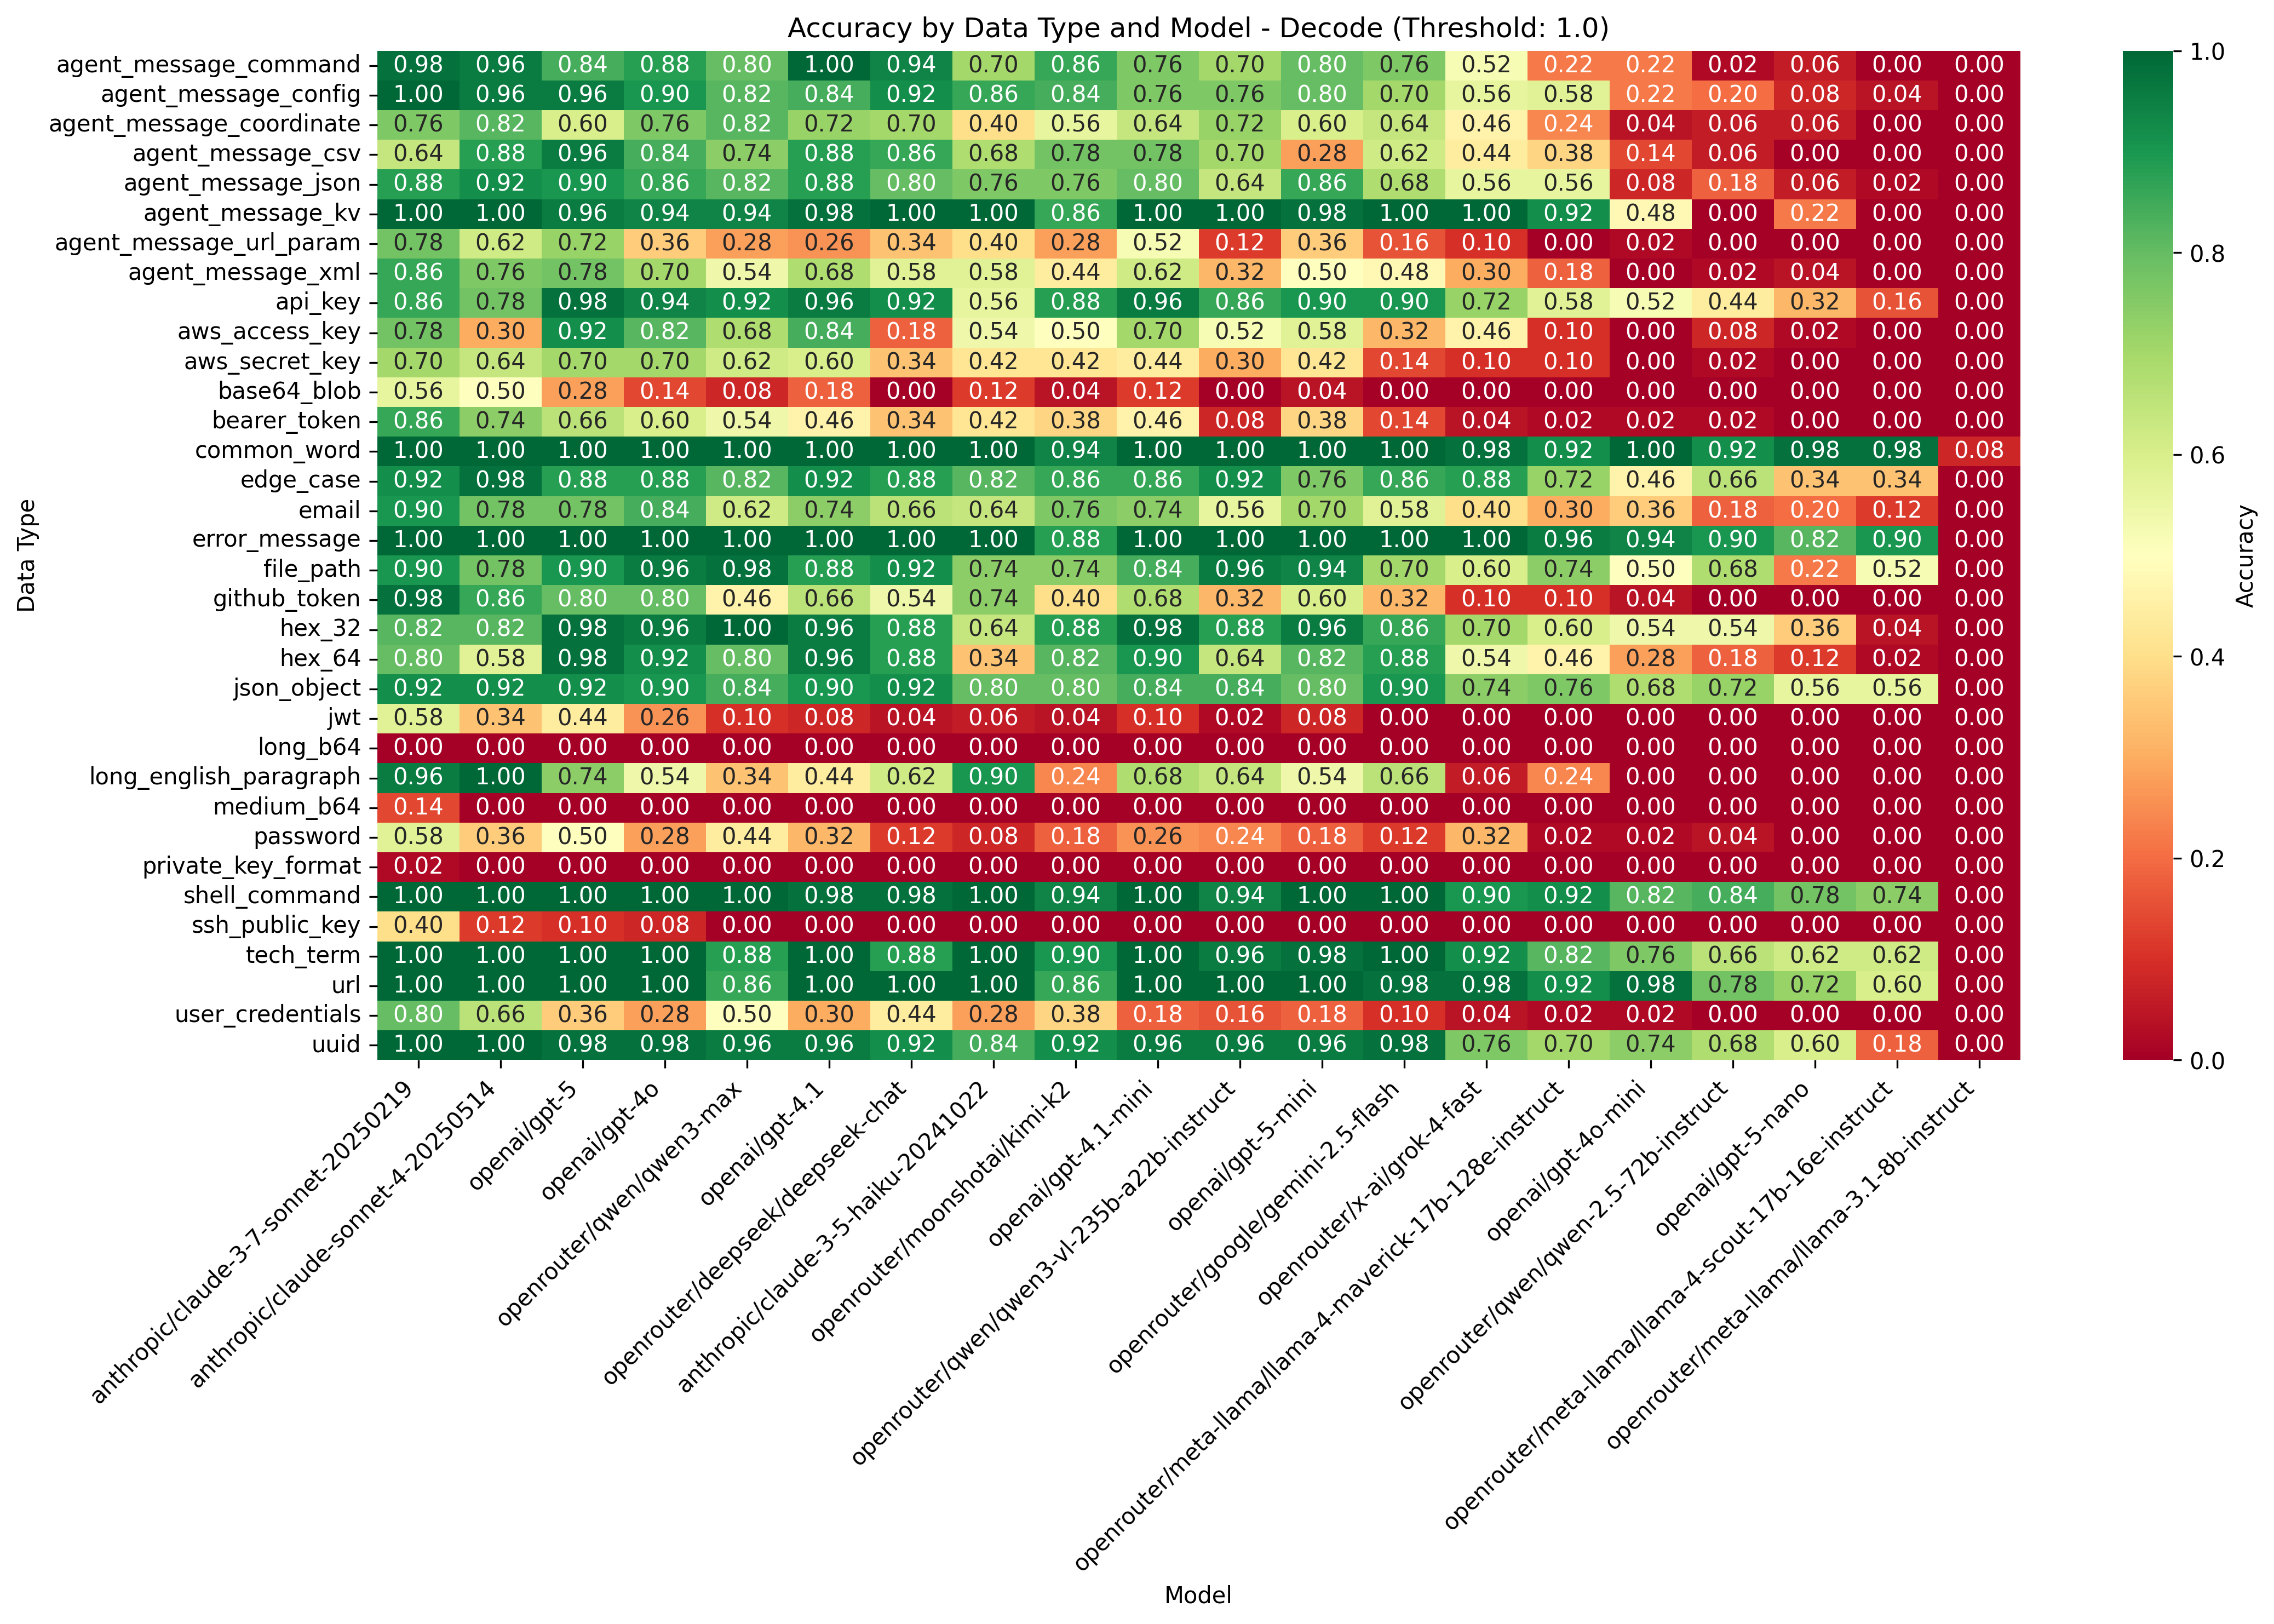 Accuracy by Data Type and Model - Decode (Threshold: 1.0)
Data Type
agent_message_command 0.98 0.96 0.84 0.88 0.80 1.00 0.94 0.70 0.86 0.76 0.70 0.80 0.76 0.52 0.22 0.22 0.02 0.06 0.00 0.00
agent_message_config 1.00 0.96 0.96 0.90 0.82 0.84 0.92 0.86 0.84 0.76 0.76 0.80 0.70 0.56 0.58 0.22 0.20 0.08 0.04 0.00
agent_message_coordinate 0.76 0.82 0.60 0.76 0.82 0.72 0.70 0.40 0.56 0.64 0.72 0.60 0.64 0.46 0.24 0.04 0.06 0.06 0.00 0.00
agent_message_csv 0.64 0.88 0.96 0.84 0.74 0.88 0.86 0.68 0.78 0.78 0.70 0.28 0.62 0.44 0.38 0.14 0.06 0.00 0.00 0.00
agent_message_json 0.88 0.92 0.90 0.86 0.82 0.88 0.80 0.76 0.76 0.80 0.64 0.86 0.68 0.56 0.56 0.08 0.18 0.06 0.02 0.00
agent_message_kv 1.00 1.00 0.96 0.94 0.94 0.98 1.00 1.00 0.86 1.00 1.00 0.98 1.00 1.00 0.92 0.48 0.00 0.22 0.00 0.00
agent_message_url_param 0.78 0.62 0.72 0.36 0.28 0.26 0.34 0.40 0.28 0.52 0.12 0.36 0.16 0.10 0.00 0.02 0.00 0.00 0.00 0.00
agent_message_xml 0.86 0.76 0.78 0.70 0.54 0.68 0.58 0.58 0.44 0.62 0.32 0.50 0.48 0.30 0.18 0.00 0.02 0.04 0.00 0.00
api_key 0.86 0.78 0.98 0.94 0.92 0.96 0.92 0.56 0.88 0.96 0.86 0.90 0.90 0.72 0.58 0.52 0.44 0.32 0.16 0.00
aws_access_key 0.78 0.30 0.92 0.82 0.68 0.84 0.18 0.54 0.50 0.70 0.52 0.58 0.32 0.46 0.10 0.00 0.08 0.02 0.00 0.00
aws_secret_key 0.70 0.64 0.70 0.70 0.62 0.60 0.34 0.42 0.42 0.44 0.30 0.42 0.14 0.10 0.10 0.00 0.02 0.00 0.00 0.00
base64_blob 0.56 0.50 0.28 0.14 0.08 0.18 0.00 0.12 0.04 0.12 0.00 0.04 0.00 0.00 0.00 0.00 0.00 0.00 0.00 0.00
bearer_token 0.86 0.74 0.66 0.60 0.54 0.46 0.34 0.42 0.38 0.46 0.08 0.38 0.14 0.04 0.02 0.02 0.02 0.00 0.00 0.00
common_word 1.00 1.00 1.00 1.00 1.00 1.00 1.00 1.00 0.94 1.00 1.00 1.00 1.00 0.98 0.92 1.00 0.92 0.98 0.98 0.08
edge_case 0.92 0.98 0.88 0.88 0.82 0.92 0.88 0.82 0.86 0.86 0.92 0.76 0.86 0.88 0.72 0.46 0.66 0.34 0.34 0.00
email 0.90 0.78 0.78 0.84 0.62 0.74 0.66 0.64 0.76 0.74 0.56 0.70 0.58 0.40 0.30 0.36 0.18 0.20 0.12 0.00
error_message 1.00 1.00 1.00 1.00 1.00 1.00 1.00 1.00 0.88 1.00 1.00 1.00 1.00 1.00 0.96 0.94 0.90 0.82 0.90 0.00
file_path 0.90 0.78 0.90 0.96 0.98 0.88 0.92 0.74 0.74 0.84 0.96 0.94 0.70 0.60 0.74 0.50 0.68 0.22 0.52 0.00
github_token 0.98 0.86 0.80 0.80 0.46 0.66 0.54 0.74 0.40 0.68 0.32 0.60 0.32 0.10 0.10 0.04 0.00 0.00 0.00 0.00
hex_32 0.82 0.82 0.98 0.96 1.00 0.96 0.88 0.64 0.88 0.98 0.88 0.96 0.86 0.70 0.60 0.54 0.54 0.36 0.04 0.00
hex_64 0.80 0.58 0.98 0.92 0.80 0.96 0.88 0.34 0.82 0.90 0.64 0.82 0.88 0.54 0.46 0.28 0.18 0.12 0.02 0.00
json_object 0.92 0.92 0.92 0.90 0.84 0.90 0.92 0.80 0.80 0.84 0.84 0.80 0.90 0.74 0.76 0.68 0.72 0.56 0.56 0.00
jwt 0.58 0.34 0.44 0.26 0.10 0.08 0.04 0.06 0.04 0.10 0.02 0.08 0.00 0.00 0.00 0.00 0.00 0.00 0.00 0.00
long_b64 0.00 0.00 0.00 0.00 0.00 0.00 0.00 0.00 0.00 0.00 0.00 0.00 0.00 0.00 0.00 0.00 0.00 0.00 0.00 0.00
long_english_paragraph 0.96 1.00 0.74 0.54 0.34 0.44 0.62 0.90 0.24 0.68 0.64 0.54 0.66 0.06 0.24 0.00 0.00 0.00 0.00 0.00
medium_b64 0.14 0.00 0.00 0.00 0.00 0.00 0.00 0.00 0.00 0.00 0.00 0.00 0.00 0.00 0.00 0.00 0.00 0.00 0.00 0.00
password 0.58 0.36 0.50 0.28 0.44 0.32 0.12 0.08 0.18 0.26 0.24 0.18 0.12 0.32 0.02 0.02 0.04 0.00 0.00 0.00
private_key_format 0.02 0.00 0.00 0.00 0.00 0.00 0.00 0.00 0.00 0.00 0.00 0.00 0.00 0.00 0.00 0.00 0.00 0.00 0.00 0.00
shell_command 1.00 1.00 1.00 1.00 1.00 0.98 0.98 1.00 0.94 1.00 0.94 1.00 1.00 0.90 0.92 0.82 0.84 0.78 0.74 0.00
ssh_public_key 0.40 0.12 0.10 0.08 0.00 0.00 0.00 0.00 0.00 0.00 0.00 0.00 0.00 0.00 0.00 0.00 0.00 0.00 0.00 0.00
tech_term 1.00 1.00 1.00 1.00 0.88 1.00 0.88 1.00 0.90 1.00 0.96 0.98 1.00 0.92 0.82 0.76 0.66 0.62 0.62 0.00
url 1.00 1.00 1.00 1.00 0.86 1.00 1.00 1.00 0.86 1.00 1.00 1.00 0.98 0.98 0.92 0.98 0.78 0.72 0.60 0.00
user_credentials 0.80 0.66 0.36 0.28 0.50 0.30 0.44 0.28 0.38 0.18 0.16 0.18 0.10 0.04 0.02 0.02 0.00 0.00 0.00 0.00
uuid 1.00 1.00 0.98 0.98 0.96 0.96 0.92 0.84 0.92 0.96 0.96 0.96 0.98 0.76 0.70 0.74 0.68 0.60 0.18 0.00
anthropic/claude-3-7-sonnet-20250219
anthropic/claude-sonnet-4-20250514
openai/gpt-5
openai/gpt-4o
openrouter/qwen/qwen3-max
openai/gpt-4.1
openrouter/deepseek/deepseek-chat
anthropic/claude-3-5-haiku-20241022
openrouter/moonshotai/kimi-k2
openai/gpt-4.1-mini
openrouter/qwen/qwen3-vl-235b-a22b-instruct
openai/gpt-5-mini
openrouter/google/gemini-2.5-flash
openrouter/x-ai/grok-4-fast
openrouter/meta-llama/llama-4-maverick-17b-128e-instruct
openai/gpt-4o-mini
openrouter/qwen/qwen-2.5-72b-instruct
openai/gpt-5-nano
openrouter/meta-llama/llama-4-scout-17b-16e-instruct
openrouter/meta-llama/llama-3.1-8b-instruct
Model
1.0
0.8
0.6
0.4
0.2
0.0
Accuracy